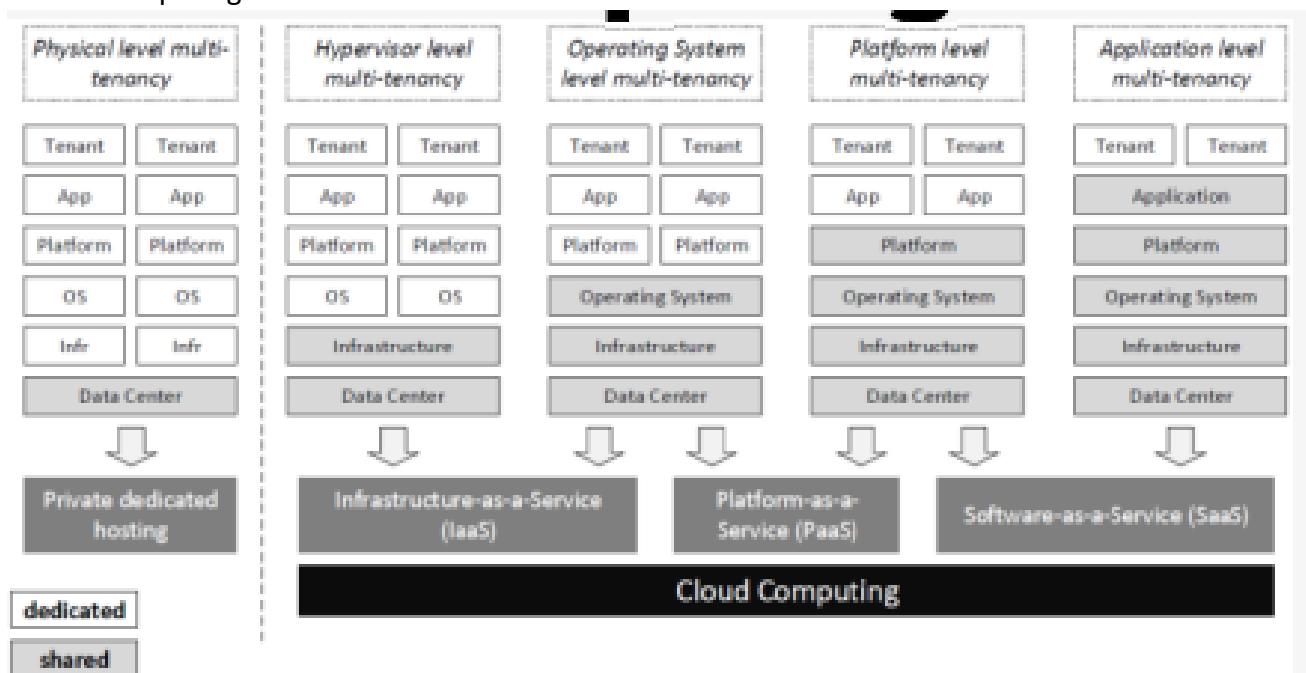 Physical level multi-
tenancy
Hypervisor level
multi-tenancy
Operating System
level multi-tenancy
Platform level
multi-tenancy
Application level
multi-tenancy
Tenant Tenant Tenant Tenant Tenant Tenant Tenant Tenant Tenant Tenant
App App App App App App App App Application
Platform Platform Platform Platform Platform Platform Platform Platform
OS OS OS OS Operating System Operating System Operating System
Infr Infr Infrastructure Infrastructure Infrastructure Infrastructure
Data Center Data Center Data Center Data Center Data Center
Private dedicated
hosting
Infrastructure-as-a-Service
(IaaS)
Platform-as-a-
Service (PaaS)
Software-as-a-Service (SaaS)
Cloud Computing
dedicated
shared